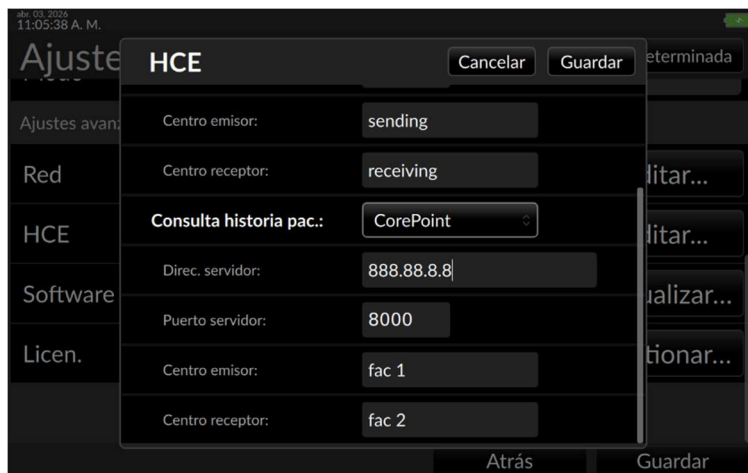 abr. 03, 2026
11:05:38 A. M.
Ajuste
HCE
Cancelar
Guardar
eterminada
Ajustes avan
Centro emisor:
sending
Red
Centro receptor:
receiving
ditar...
Consulta historia pac.:
CorePoint
HCE
ditar...
Direc. servidor:
888.88.8.8
Software
ualizar...
Puerto servidor:
8000
Licen.
tionar...
Centro emisor:
fac 1
Centro receptor:
fac 2
Atrás
Guardar